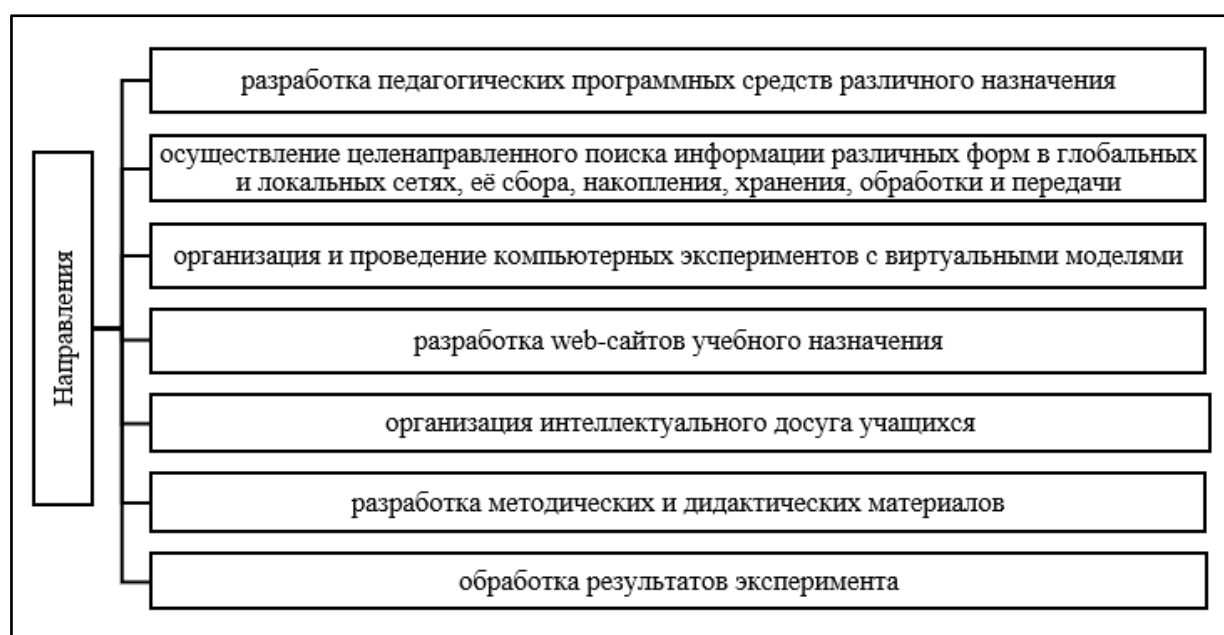 Направления
разработка педагогических программных средств различного назначения
осуществление целенаправленного поиска информации различных форм в глобальных
и локальных сетях, её сбора, накопления, хранения, обработки и передачи
организация и проведение компьютерных экспериментов с виртуальными моделями
разработка web-сайтов учебного назначения
организация интеллектуального досуга учащихся
разработка методических и дидактических материалов
обработка результатов эксперимента